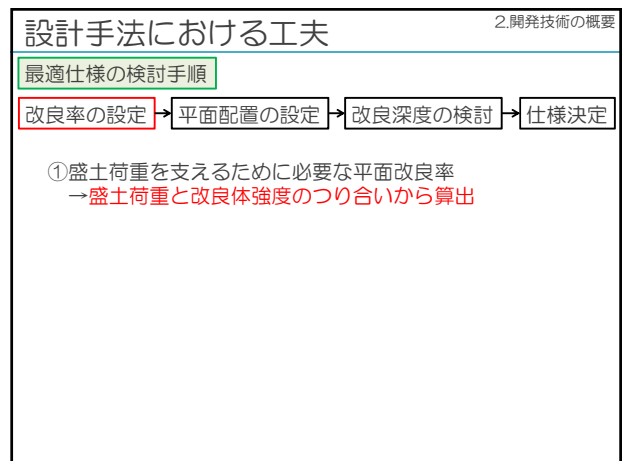 設計手法における工夫
2.開発技術の概要
最適仕様の検討手順
改良率の設定→平面配置の設定→改良深度の検討→仕様決定
①盛土荷重を支えるために必要な平面改良率
→盛土荷重と改良体強度のつり合いから算出